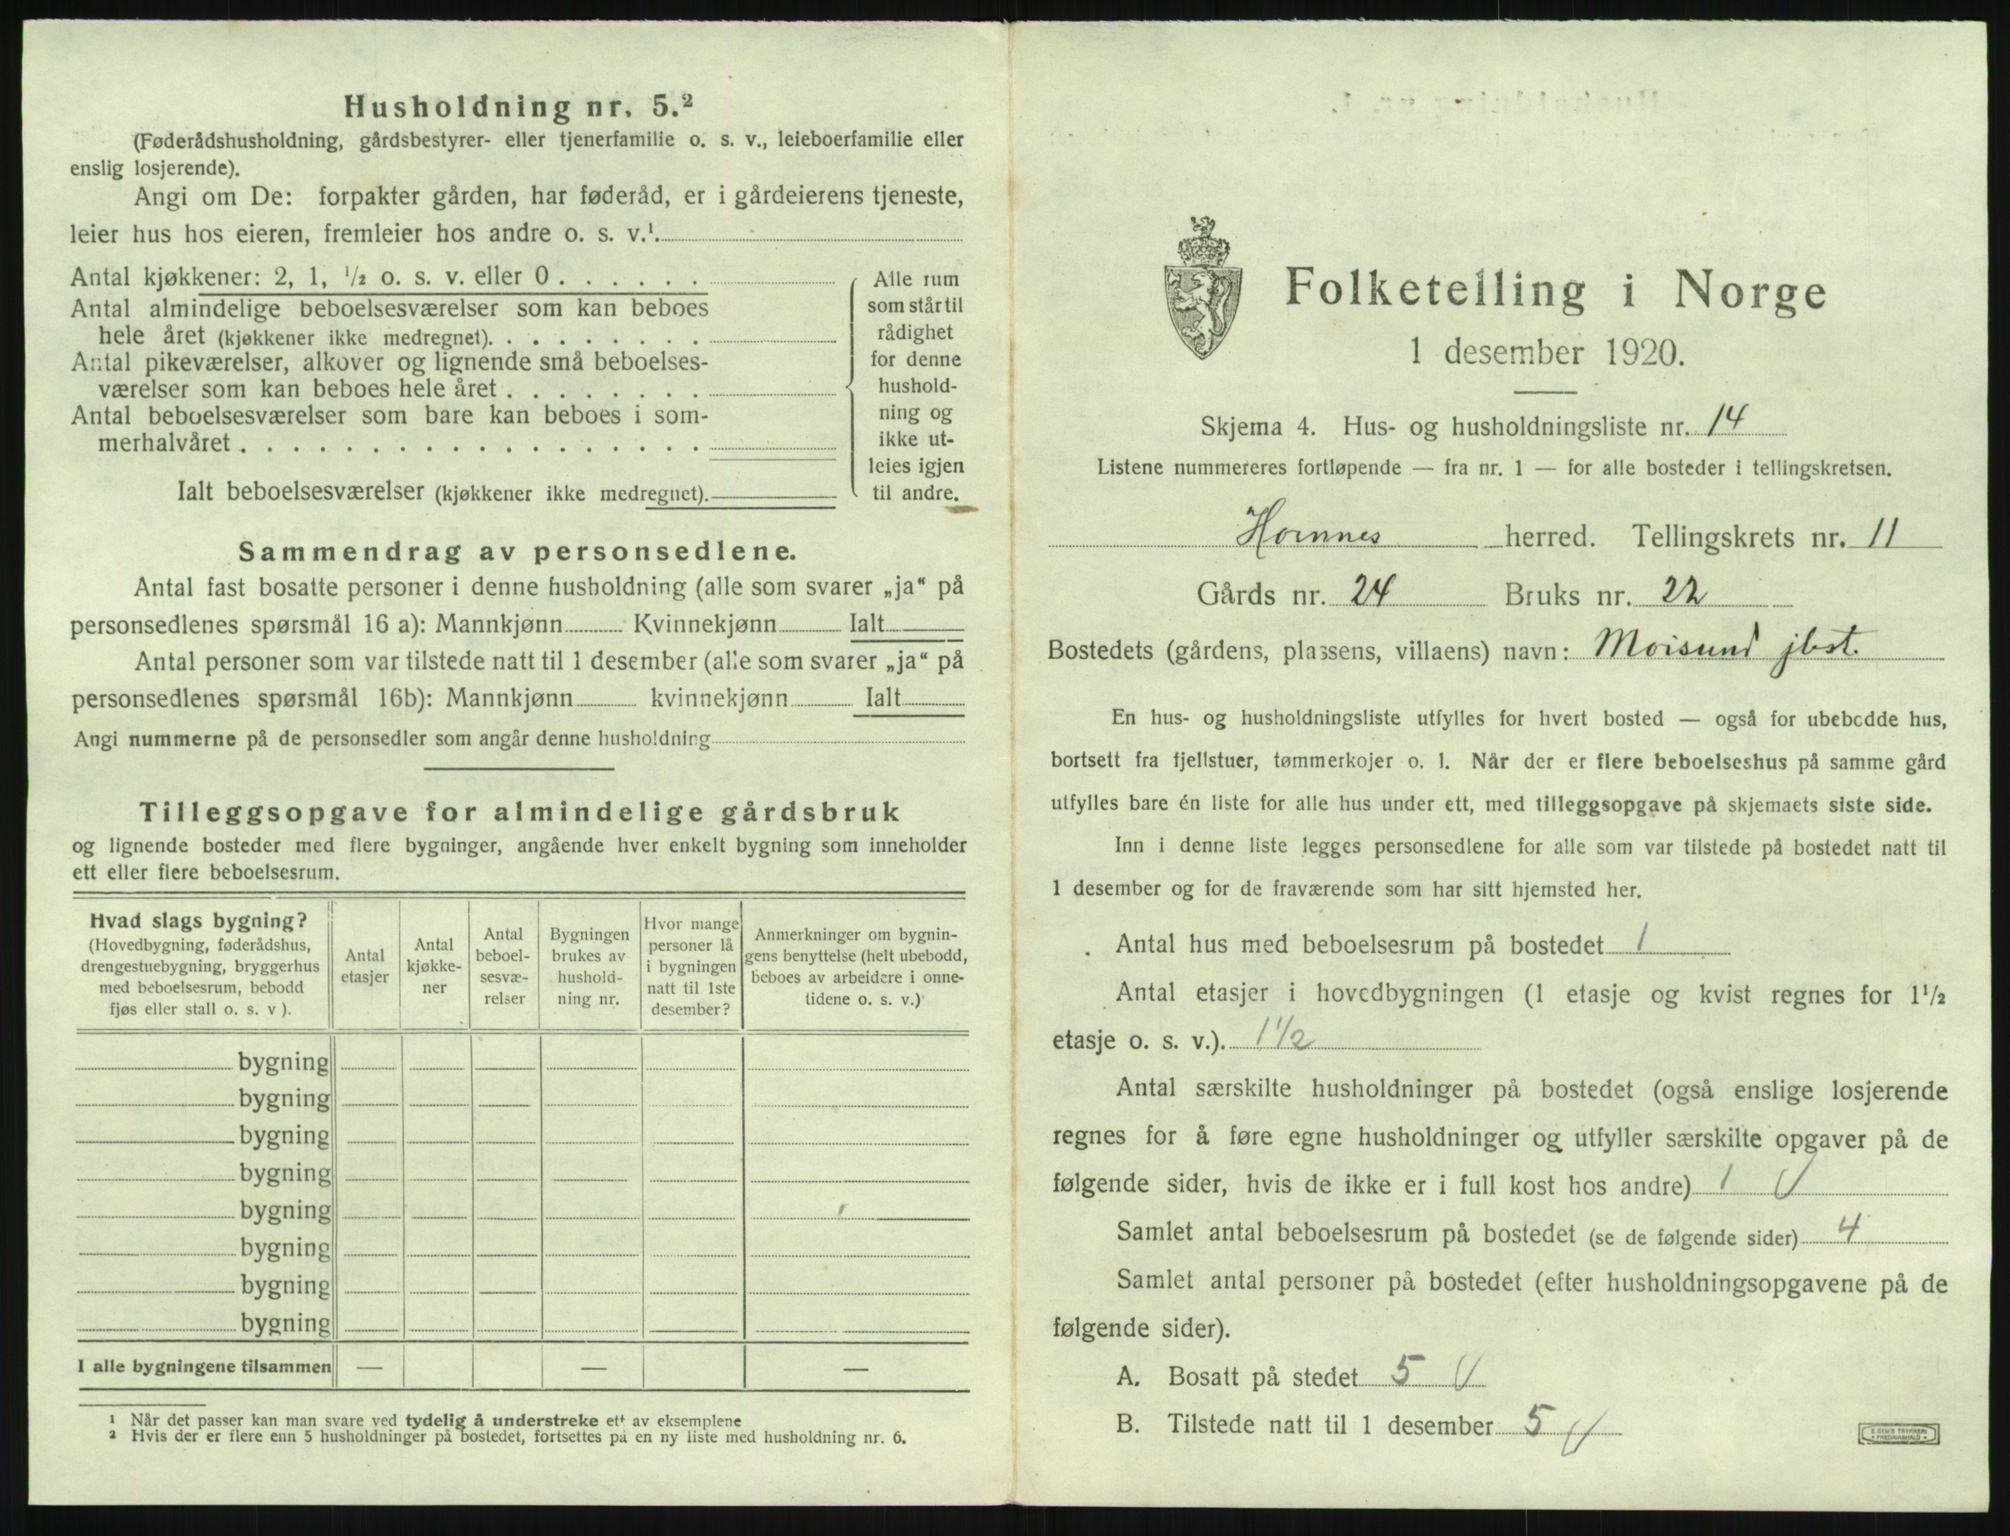 Husholdning nr. 5.²
(Føderådshusholdning, gårdsbestyrer- eller tjenerfamilie o. s. v., leieboerfamilie eller
enslig losjerende).
Angi om De: forpakter gården, har føderåd, er i gårdeierens tjeneste,
leier hus hos eieren, fremleier hos andre o. s. v.¹.
Antal kjøkkener: 2, 1, ½ o. s. v. eller 0 . . . . . .
Antal almindelige beboelsesværelser som kan beboes
hele året (kjøkkener ikke medregnet). . . . . . . . .
Antal pikeværelser, alkover og lignende små beboelses-
værelser som kan beboes hele året . . . . . . . .
Antal beboelsesværelser som bare kan beboes i som-
merhalvåret . . . . . . . . . . . . . . . . . .
Ialt beboelsesværelser (kjøkkener ikke medregnet).
Alle rum
som står til
rådighet
for denne
hushold-
ning og
ikke ut-
leies igjen
til andre.
Sammendrag av personsedlene.
Antal fast bosatte personer i denne husholdning (alle som svarer „ja“ på
personsedlenes spørsmål 16 a): Mannkjønn Kvinnekjønn Ialt
Antal personer som var tilstede natt til 1 desember (alle som svarer „ja“ på
personsedlenes spørsmål 16b): Mannkjønn kvinnekjønn Ialt
Angi nummerne på de personsedler som angår denne husholdning
Tilleggsopgave for almindelige gårdsbruk
og lignende bosteder med flere bygninger, angående hver enkelt bygning som inneholder
ett eller flere beboelsesrum.
Hvad slags bygning?
(Hovedbygning, føderådshus,
drengestuebygning, bryggerhus
med beboelsesrum, bebodd
fjøs eller stall o. s. v ).
Antal
etasjer
Antal
kjøkke-
ner
Antal
beboel-
sesvæ-
relser
Bygningen
brukes av
hushold-
ning nr.
Hvor mange
personer lå
i bygningen
natt til 1ste
desember?
Anmerkninger om bygnin-
gens benyttelse (helt ubebodd,
beboes av arbeidere i onne-
tidene o. s. v.)
bygning
bygning
bygning
bygning
bygning
bygning
bygning
bygning
I alle bygningene tilsammen — — —
¹ Når det passer kan man svare ved tydelig å understreke ett av eksemplene
² Hvis der er flere enn 5 husholdninger på bostedet, fortsettes på en ny liste med husholdning nr. 6.
Folketelling i Norge
1 desember 1920.
Skjema 4. Hus- og husholdningsliste nr. 14
Listene nummereres fortløpende — fra nr. 1 — for alle bosteder i tellingskretsen.
Hornnes herred. Tellingskrets nr. 11
Gårds nr. 24 Bruks nr. 22
Bostedets (gårdens, plassens, villaens) navn: Moisund jbst.
En hus- og husholdningsliste utfylles for hvert bosted — også for ubebodde hus,
bortsett fra fjellstuer, tømmerkojer o. l. Når der er flere beboelseshus på samme gård
utfylles bare én liste for alle hus under ett, med tilleggsopgave på skjemaets siste side.
Inn i denne liste legges personsedlene for alle som var tilstede på bostedet natt til
1 desember og for de fraværende som har sitt hjemsted her.
Antal hus med beboelsesrum på bostedet 1
Antal etasjer i hovedbygningen (1 etasje og kvist regnes for 1½
etasje o. s. v.). 1½
Antal særskilte husholdninger på bostedet (også enslige losjerende
regnes for å føre egne husholdninger og utfyller særskilte opgaver på de
følgende sider, hvis de ikke er i full kost hos andre) 1
Samlet antal beboelsesrum på bostedet (se de følgende sider) 4
Samlet antal personer på bostedet (efter husholdningsopgavene på de
følgende sider).
A. Bosatt på stedet 5
B. Tilstede natt til 1 desember 5